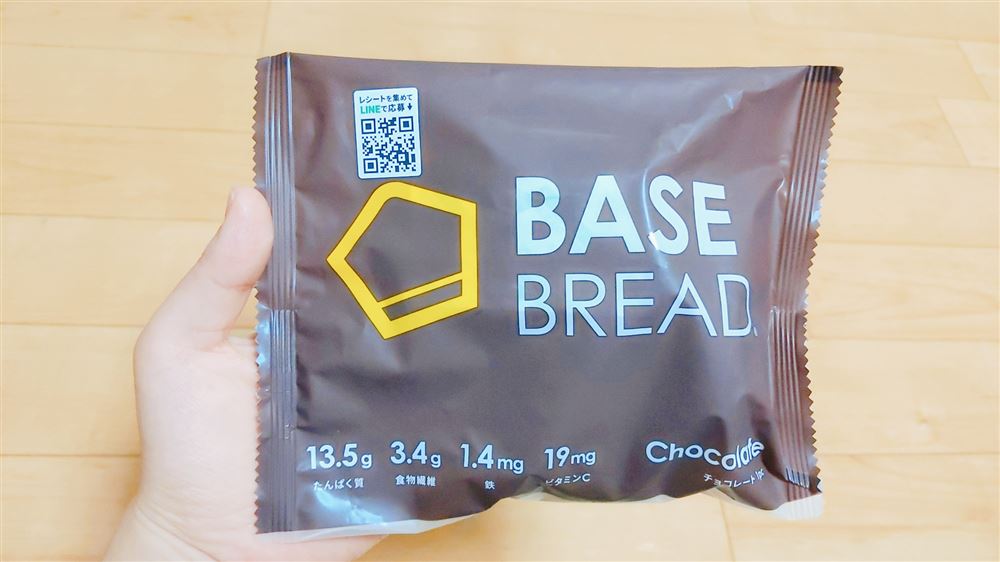 レシートを集めて
LINEで応募↓
BASE
BREAD.
13.5g 3.4g 1.4mg 19mg
たんぱく質 食物繊維 鉄 ビタミンC
Chocolate
チョコレート